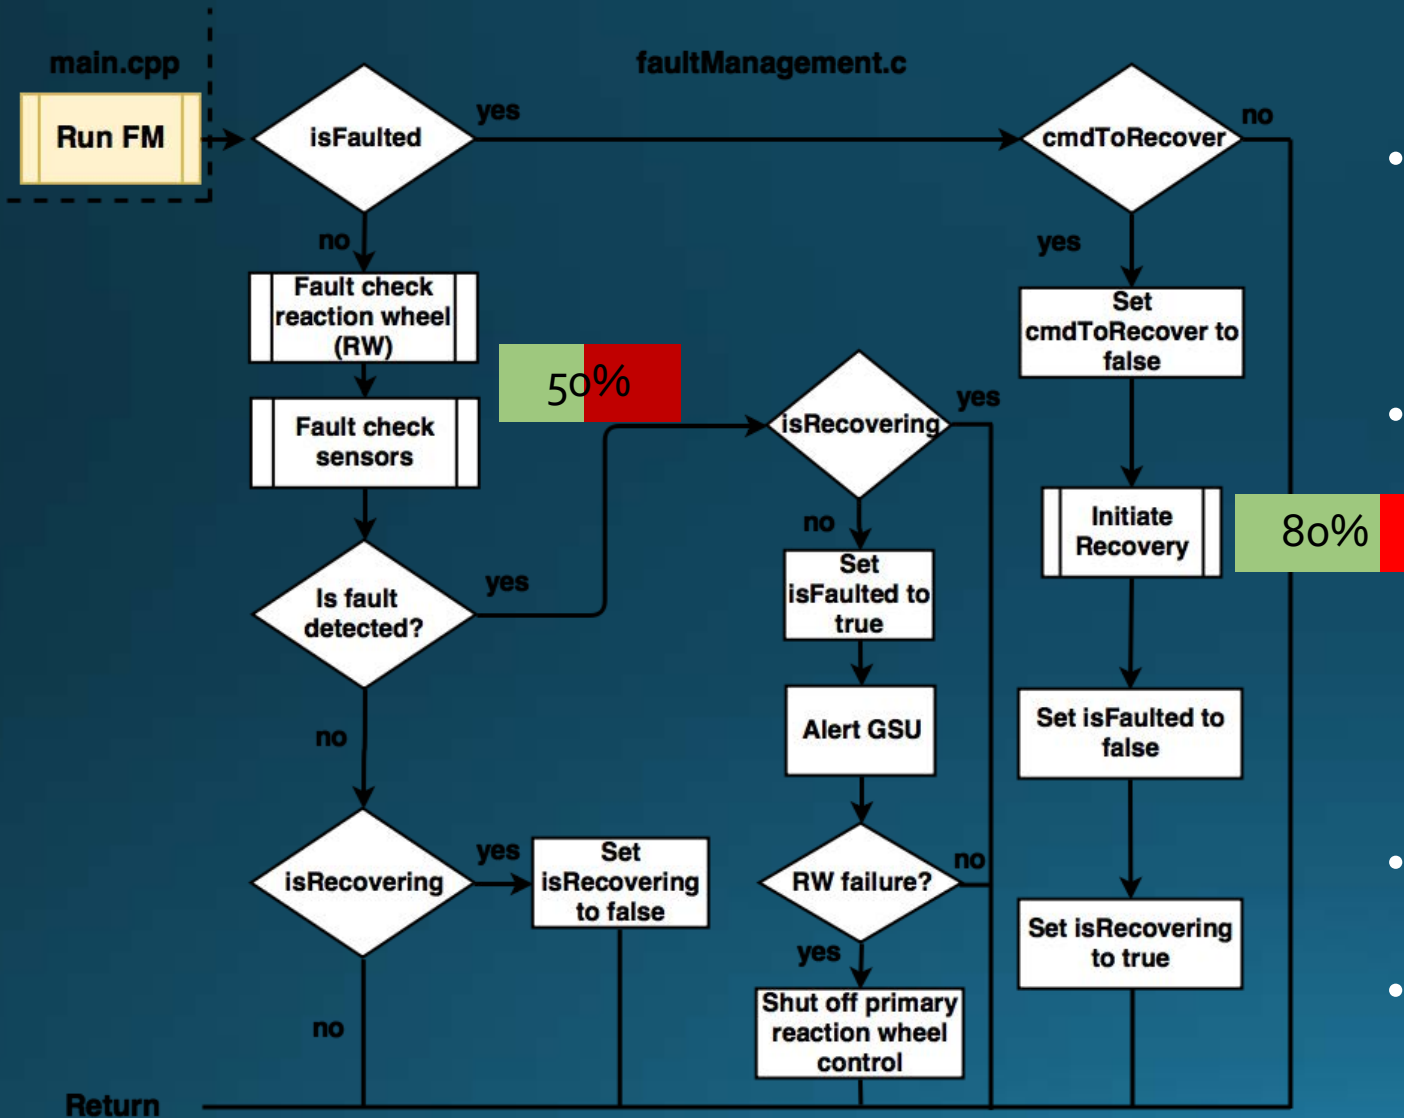 main.cpp
faultManagement.c
Run FM
isFaulted
yes
no
cmdToRecover
no
yes
Fault check
reaction wheel
(RW)
Fault check
sensors
50%
Is fault
detected?
yes
no
isRecovering
yes
no
Set
isFaulted to
true
Alert GSU
RW failure?
no
yes
Shut off primary
reaction wheel
control
Set
cmdToRecover to
false
Initiate
Recovery
80%
Set isFaulted to
false
Set isRecovering
to true
isRecovering
yes
Set
isRecovering
to false
no
Return